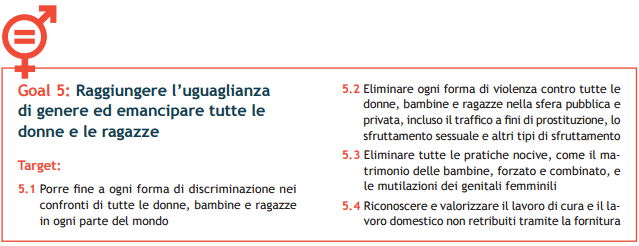 Goal 5: Raggiungere l’uguaglianza
di genere ed emancipare tutte le
donne e le ragazze
Target:
5.1 Porre fine a ogni forma di discriminazione nei
confronti di tutte le donne, bambine e ragazze
in ogni parte del mondo
5.2 Eliminare ogni forma di violenza contro tutte le
donne, bambine e ragazze nella sfera pubblica e
privata, incluso il traffico a fini di prostituzione, lo
sfruttamento sessuale e altri tipi di sfruttamento
5.3 Eliminare tutte le pratiche nocive, come il ma-
trimonio delle bambine, forzato e combinato, e
le mutilazioni dei genitali femminili
5.4 Riconoscere e valorizzare il lavoro di cura e il la-
voro domestico non retribuiti tramite la fornitura